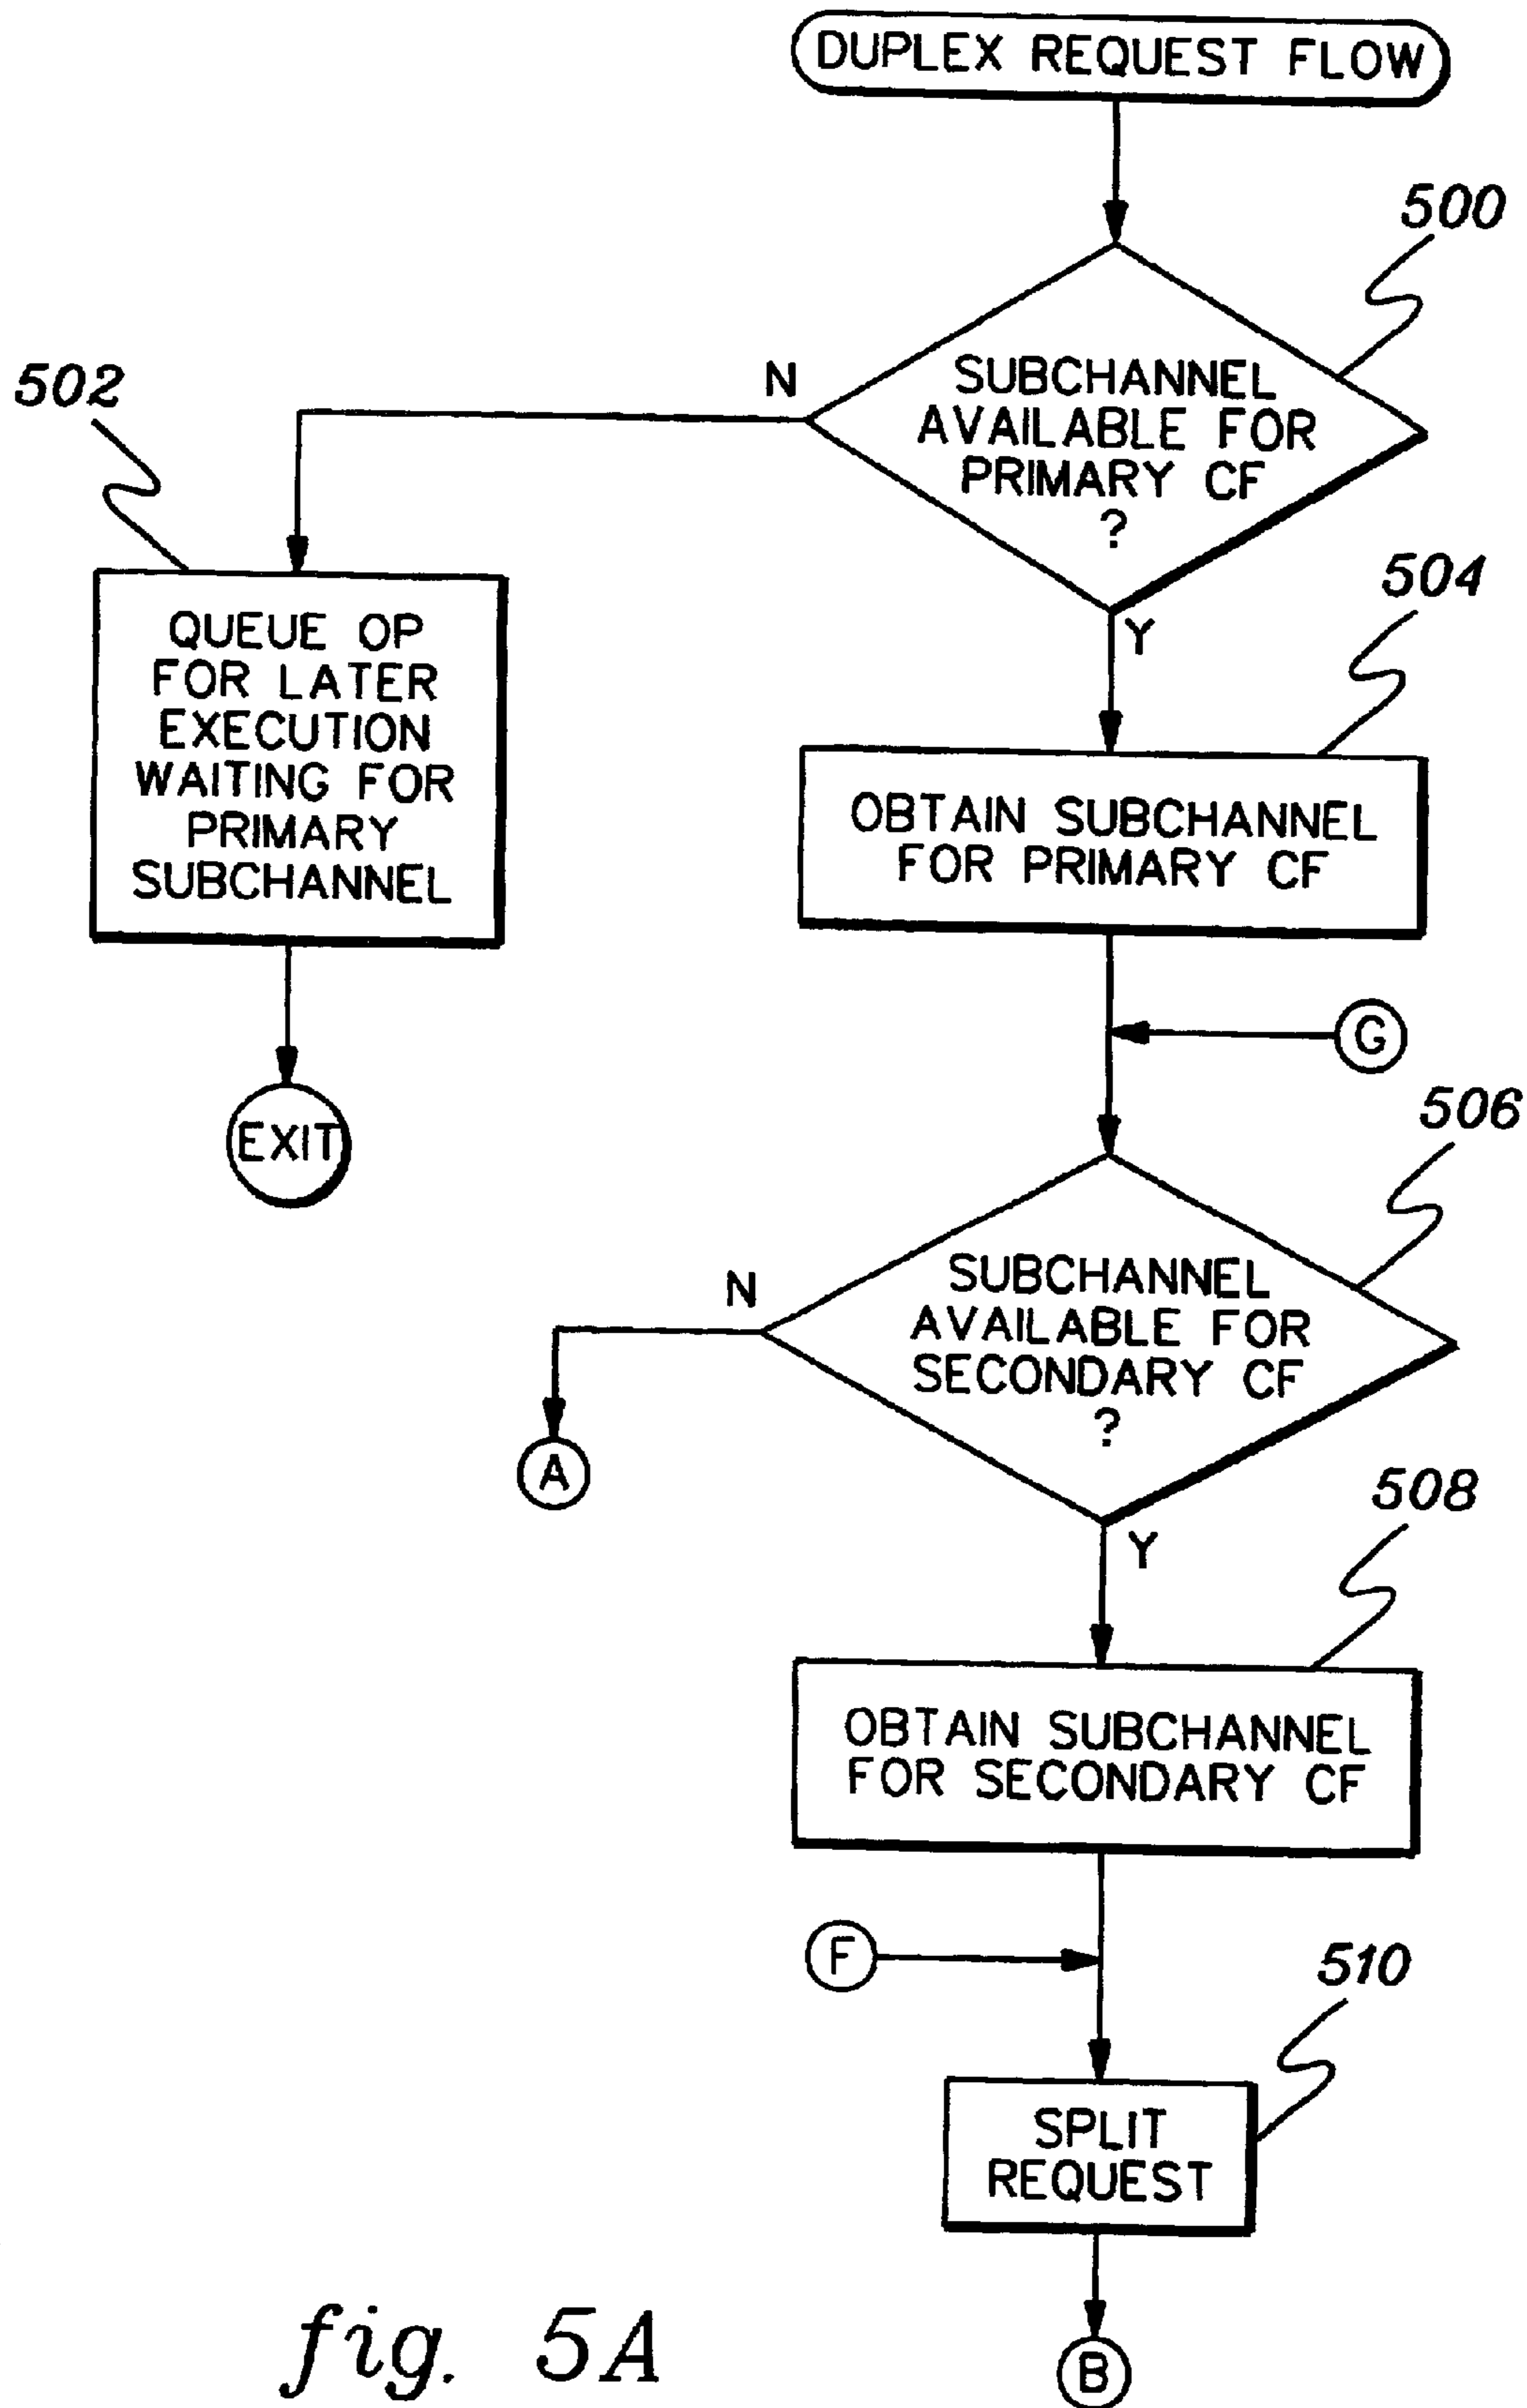 DUPLEX REQUEST FLOW
500
SUBCHANNEL
AVAILABLE FOR
PRIMARY CF
?
N
Y
502
QUEUE OP
FOR LATER
EXECUTION
WAITING FOR
PRIMARY
SUBCHANNEL
EXIT
504
OBTAIN SUBCHANNEL
FOR PRIMARY CF
G
506
SUBCHANNEL
AVAILABLE FOR
SECONDARY CF
?
N
A
Y
508
OBTAIN SUBCHANNEL
FOR SECONDARY CF
F
510
SPLIT
REQUEST
B
fig. 5A